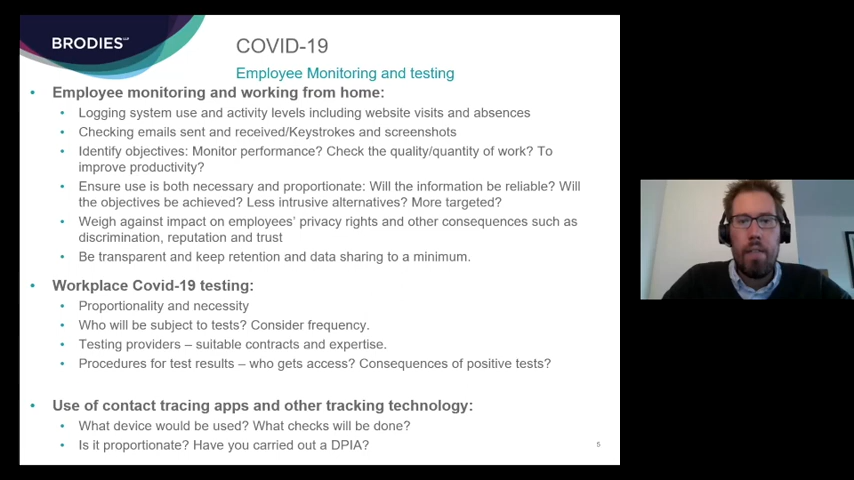 BRODIES LLP
COVID-19
Employee Monitoring and testing
• Employee monitoring and working from home:
• Logging system use and activity levels including website visits and absences
• Checking emails sent and received/Keystrokes and screenshots
• Identify objectives: Monitor performance? Check the quality/quantity of work? To
improve productivity?
• Ensure use is both necessary and proportionate: Will the information be reliable? Will
the objectives be achieved? Less intrusive alternatives? More targeted?
• Weigh against impact on employees' privacy rights and other consequences such as
discrimination, reputation and trust
• Be transparent and keep retention and data sharing to a minimum.
• Workplace Covid-19 testing:
• Proportionality and necessity
• Who will be subject to tests? Consider frequency.
• Testing providers – suitable contracts and expertise.
• Procedures for test results – who gets access? Consequences of positive tests?
• Use of contact tracing apps and other tracking technology:
• What device would be used? What checks will be done?
• Is it proportionate? Have you carried out a DPIA?
5